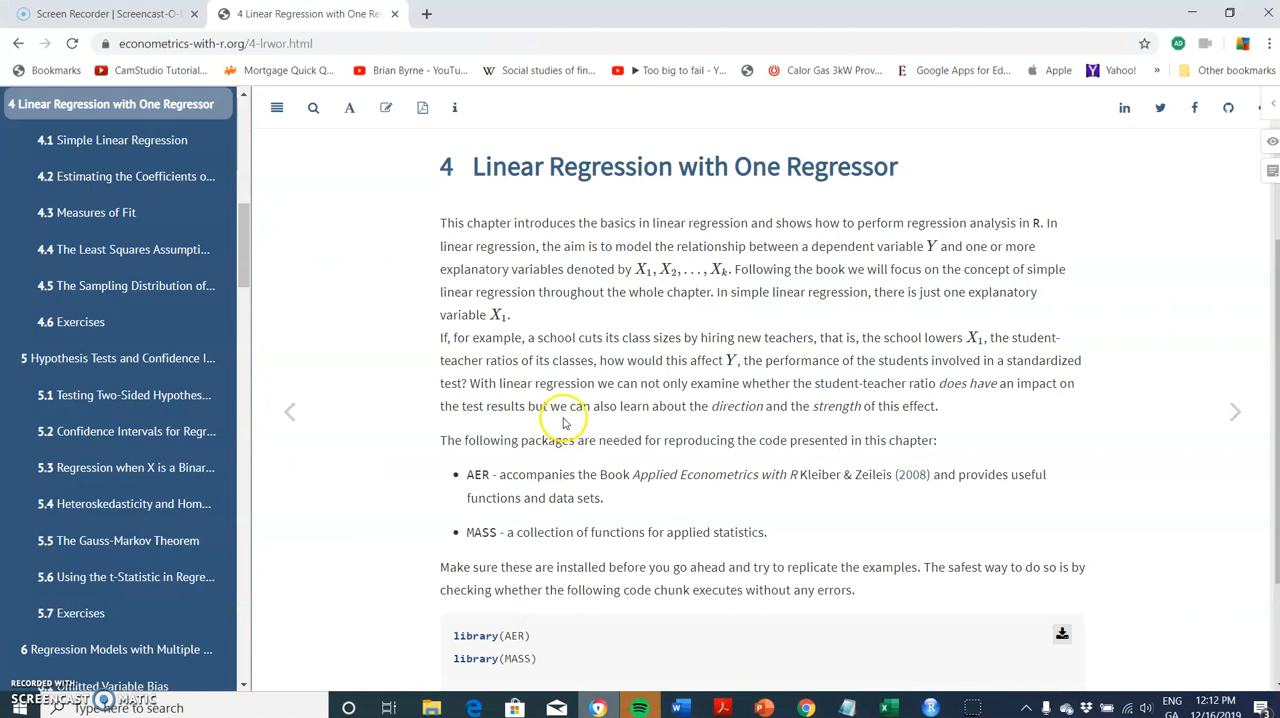 Screen Recorder | Screencast-O-
4 Linear Regression with One Re
econometrics-with-r.org/4-lrwor.html
Bookmarks
CamStudio Tutorial...
Mortgage Quick Q...
Brian Byrne - YouTu...
Social studies of fin...
Too big to fail - Y...
Calor Gas 3kW Prov...
Google Apps for Ed...
Apple
Yahoo!
»
Other bookmarks
4 Linear Regression with One Regressor
4.1 Simple Linear Regression
4.2 Estimating the Coefficients o...
4.3 Measures of Fit
4.4 The Least Squares Assumpti...
4.5 The Sampling Distribution of...
4.6 Exercises
5 Hypothesis Tests and Confidence I...
5.1 Testing Two-Sided Hypothes...
5.2 Confidence Intervals for Regr...
5.3 Regression when X is a Binar...
5.4 Heteroskedasticity and Hom...
5.5 The Gauss-Markov Theorem
5.6 Using the t-Statistic in Regre...
5.7 Exercises
6 Regression Models with Multiple ...
Omitted Variable Bias
4 Linear Regression with One Regressor
This chapter introduces the basics in linear regression and shows how to perform regression analysis in R. In
linear regression, the aim is to model the relationship between a dependent variable Y and one or more
explanatory variables denoted by X₁, X₂, . . . , Xₖ. Following the book we will focus on the concept of simple
linear regression throughout the whole chapter. In simple linear regression, there is just one explanatory
variable X₁.
If, for example, a school cuts its class sizes by hiring new teachers, that is, the school lowers X₁, the student-
teacher ratios of its classes, how would this affect Y, the performance of the students involved in a standardized
test? With linear regression we can not only examine whether the student-teacher ratio does have an impact on
the test results but we can also learn about the direction and the strength of this effect.
The following packages are needed for reproducing the code presented in this chapter:
• AER - accompanies the Book Applied Econometrics with R Kleiber & Zeileis (2008) and provides useful
functions and data sets.
• MASS - a collection of functions for applied statistics.
Make sure these are installed before you go ahead and try to replicate the examples. The safest way to do so is by
checking whether the following code chunk executes without any errors.
library(AER)
library(MASS)
RECORDED WITH
SCREENCAST MATIC
Type here to search
ENG
GA
12:12 PM
12/16/2019